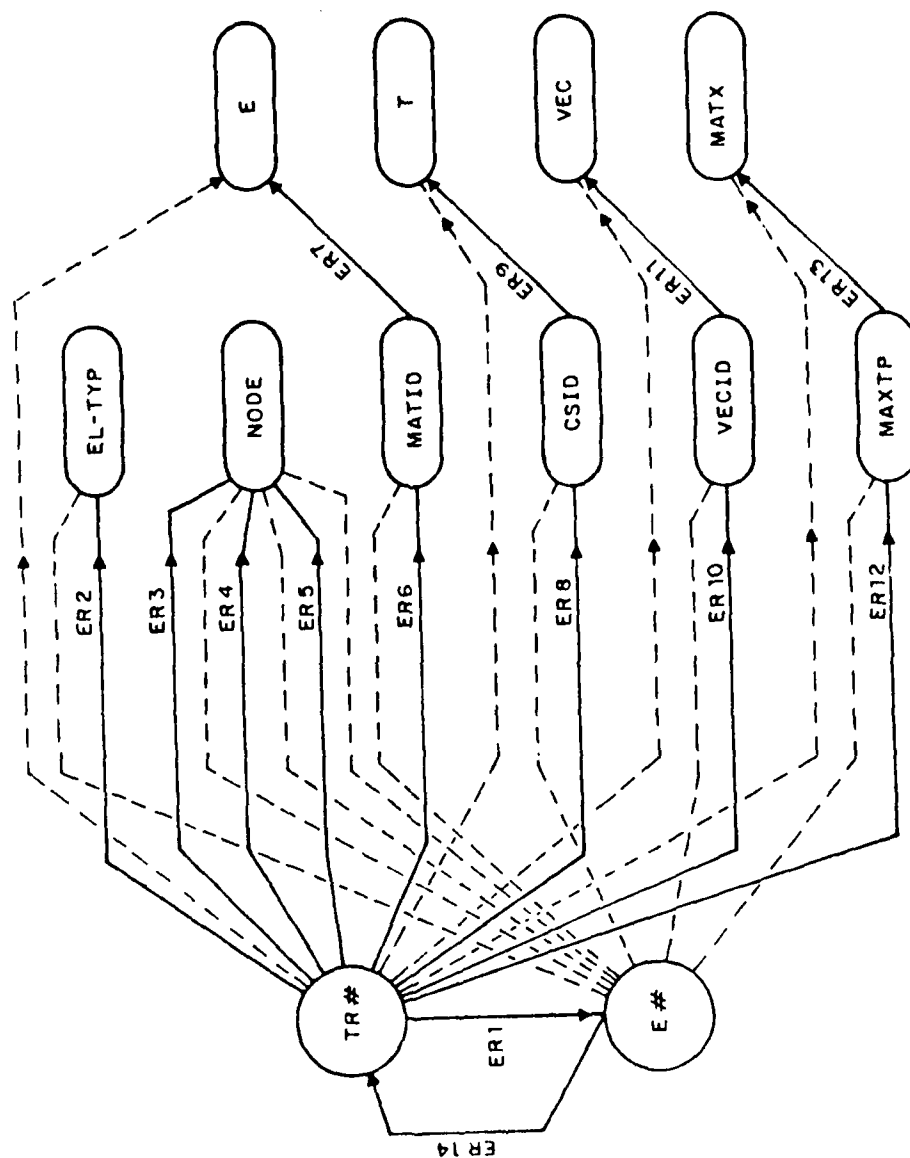 E
T
VEC
MATX
ER7
ER9
ER11
ER13
EL-TYP
NODE
MATID
CSID
VECID
MAXTP
ER2
ER3
ER4
ER5
ER6
ER8
ER10
ER12
TR#
E#
ER1
ER14